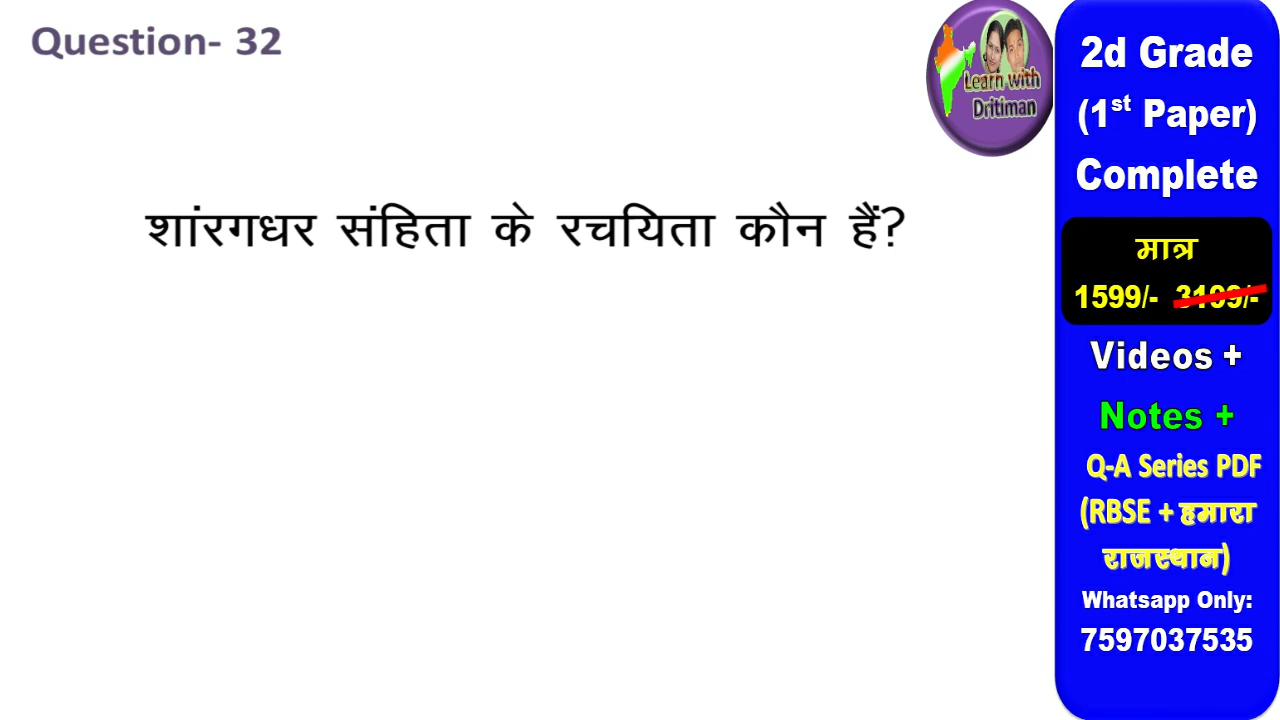 Question- 32
शांरगधर संहिता के रचयिता कौन हैं?
Learn with
Dritiman
2d Grade
(1st Paper)
Complete
मात्र
1599/- 3199/-
Videos +
Notes +
Q-A Series PDF
(RBSE + हमारा
राजस्थान)
Whatsapp Only:
7597037535